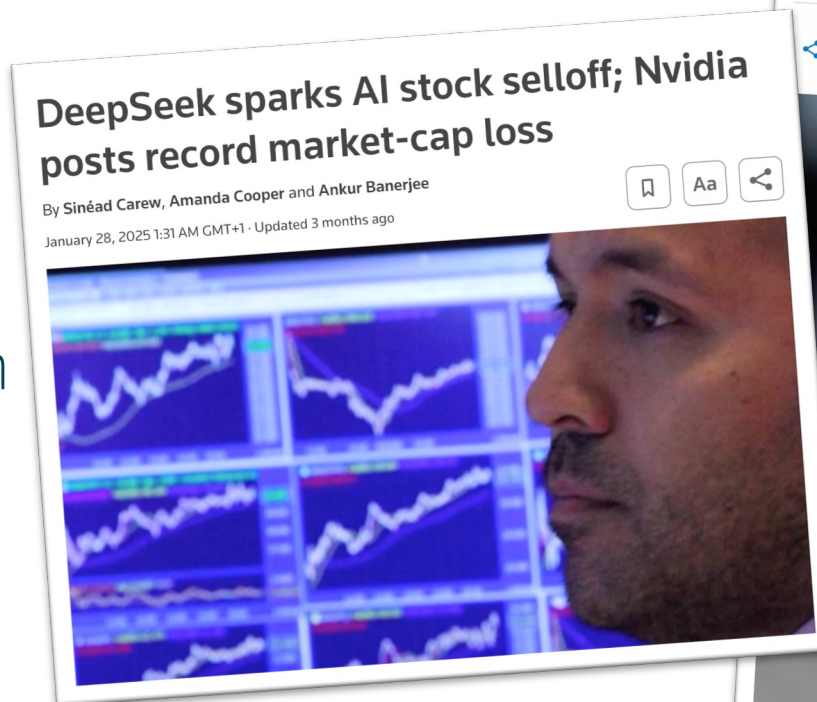 DeepSeek sparks AI stock selloff; Nvidia
posts record market-cap loss
By Sinéad Carew, Amanda Cooper and Ankur Banerjee
January 28, 2025 1:31 AM GMT+1 · Updated 3 months ago
Aa
n